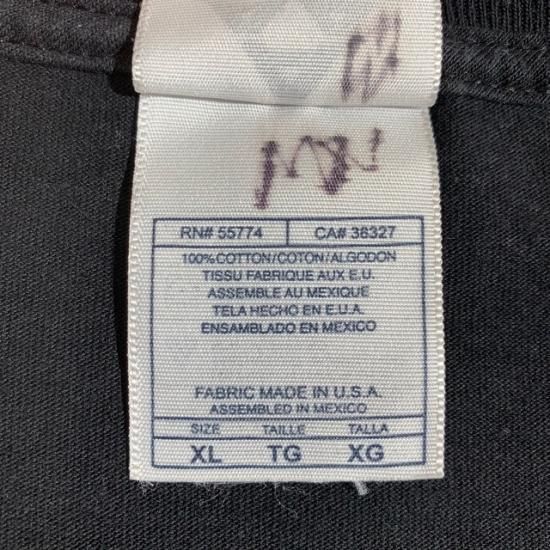 RN# 55774 CA# 36327
100% COTTON/COTON/ALGODON
TISSU FABRIQUE AUX E.U.
ASSEMBLE AU MEXIQUE
TELA HECHO EN E.U.A.
ENSAMBLADO EN MEXICO
FABRIC MADE IN U.S.A.
ASSEMBLED IN MEXICO
SIZE TAILLE TALLA
XL TG XG